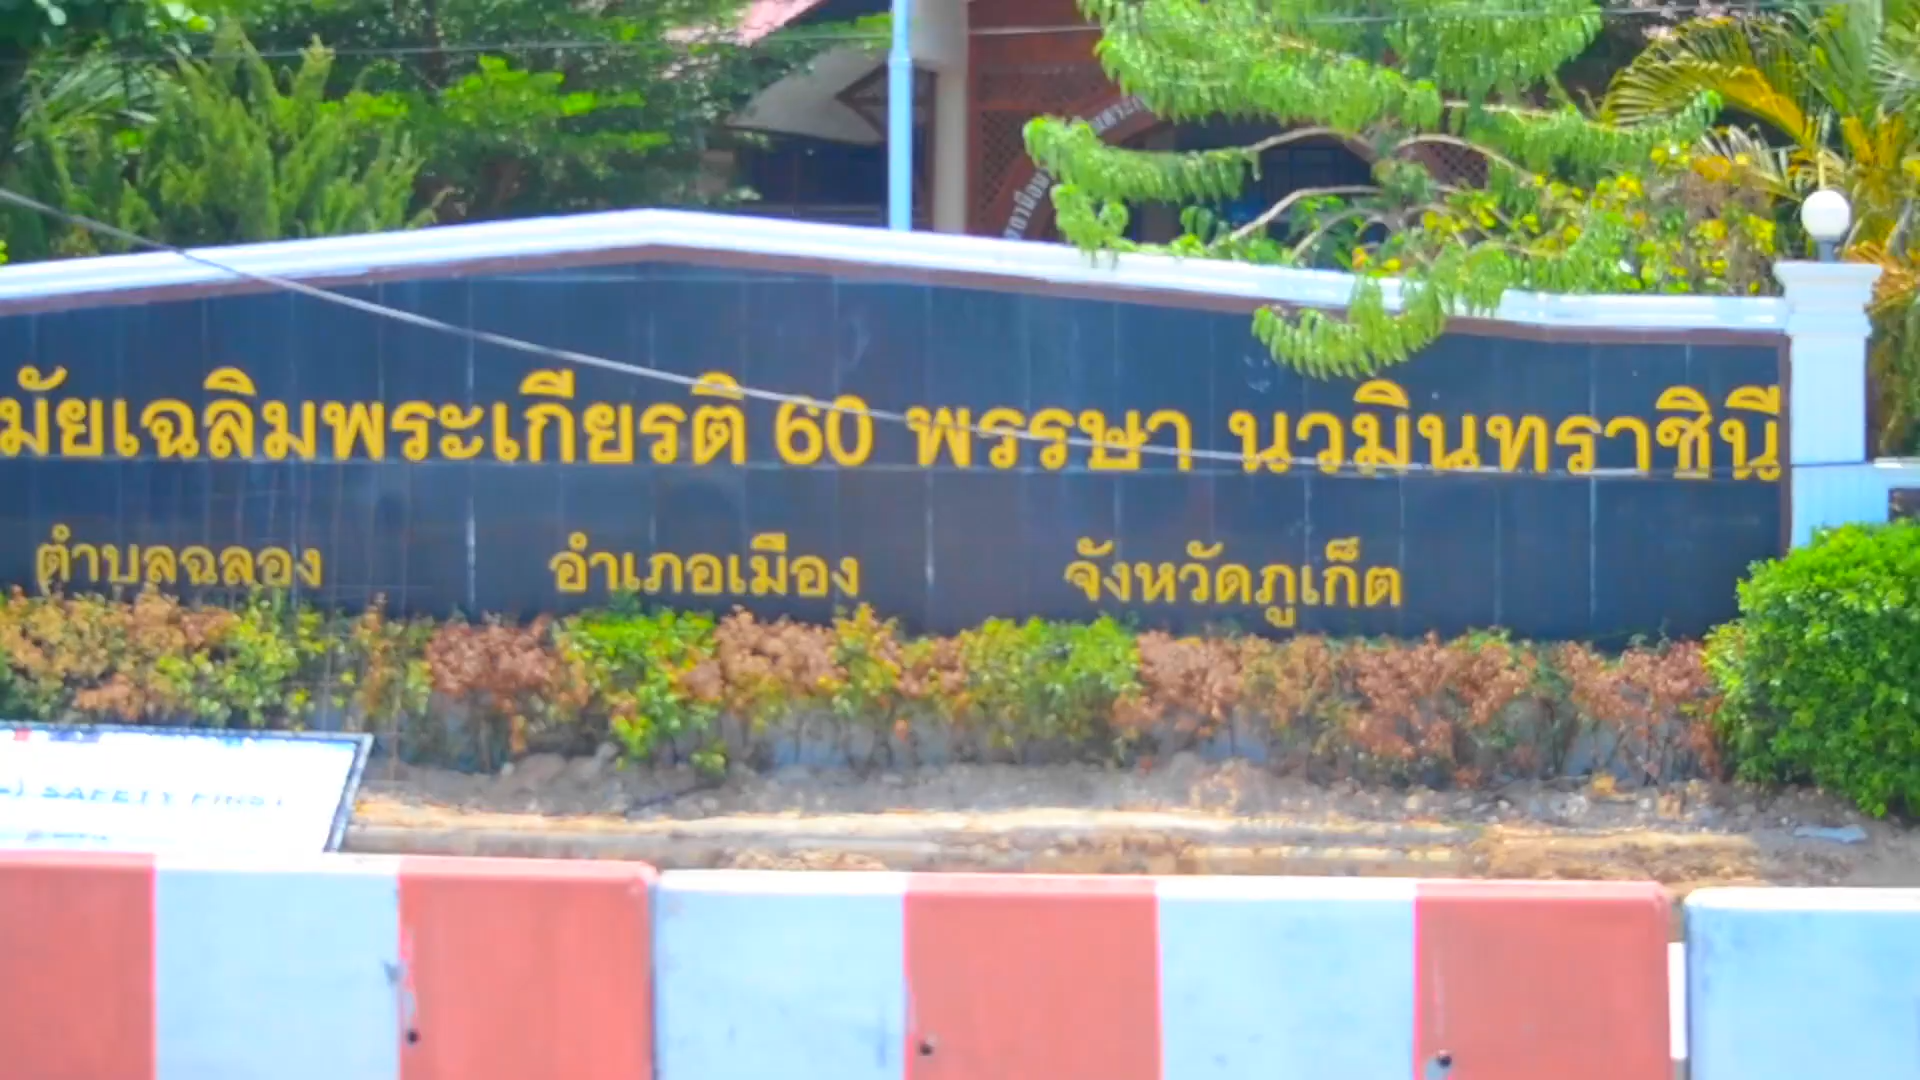 มัยเฉลิมพระเกียรติ 60 พรรษา นวมินทราชินี
ตำบลฉลอง อำเภอเมือง จังหวัดภูเก็ต
SAFETY FIRST